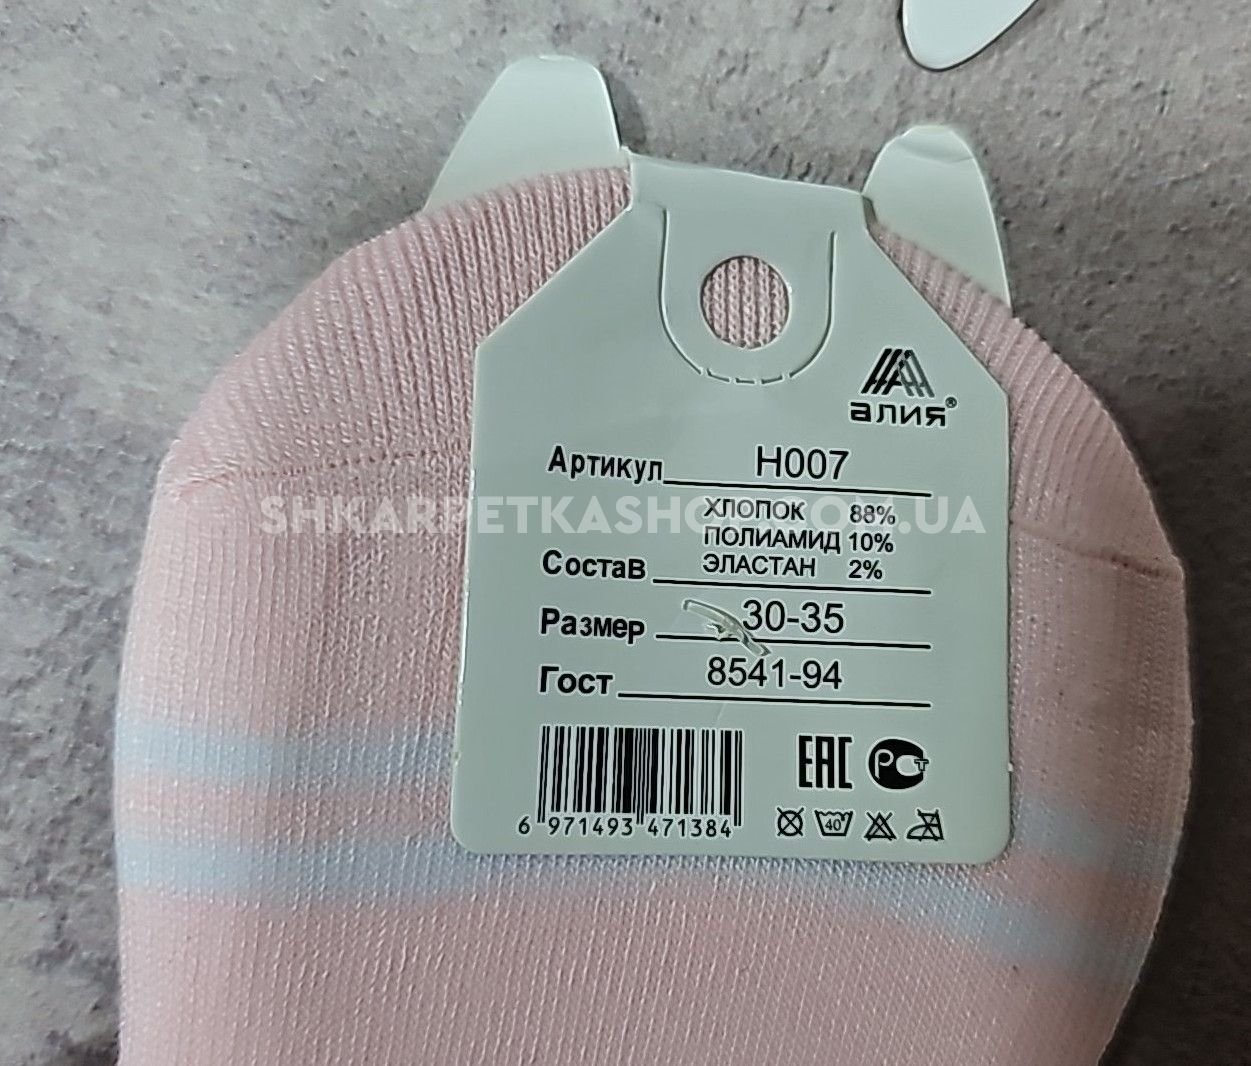 алия®
Артикул H007
ХЛОПОК 88%
ПОЛИАМИД 10%
Состав ЭЛАСТАН 2%
Размер 30-35
Гост 8541-94
EAC РСТ
6 971493 471384
40°
SHKARPETKASHOP.COM.UA